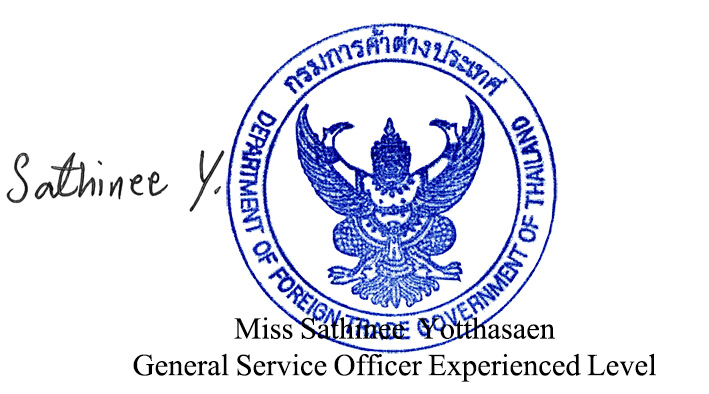 กรมการค้าต่างประเทศ
DEPARTMENT OF FOREIGN TRADE GOVERNMENT OF THAILAND
Sathinee Y.
Miss Sathinee Yotthasaen
General Service Officer Experienced Level